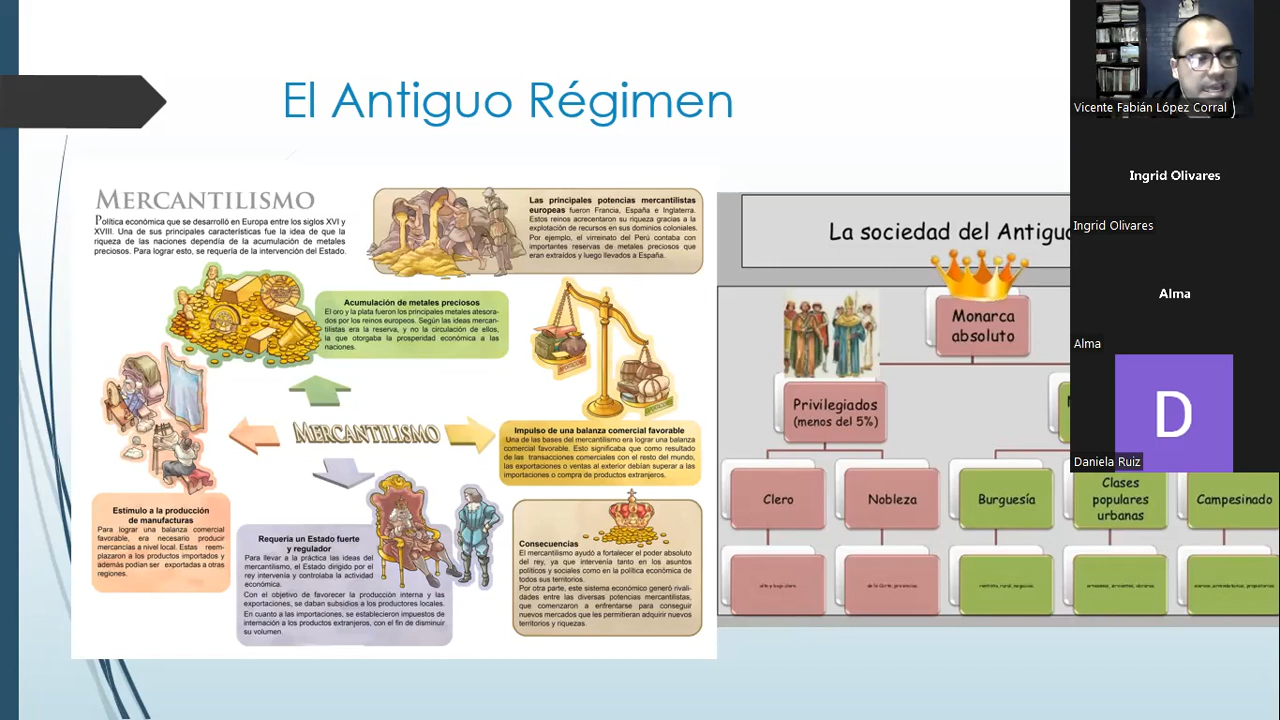 El Antiguo Régimen
MERCANTILISMO
Política económica que se desarrolló en Europa entre los siglos XVI y
XVIII. Una de sus principales características fue la idea de que la
riqueza de las naciones dependía de la acumulación de metales
preciosos. Para lograr esto, se requería de la intervención del Estado.
Las principales potencias mercantilistas
europeas fueron Francia, España e Inglaterra.
Estos reinos acrecentaron su riqueza gracias a la
explotación de recursos en sus dominios coloniales.
Por ejemplo, el virreinato del Perú contaba con
importantes reservas de metales preciosos que
eran extraídos y luego llevados a España.
Acumulación de metales preciosos
El oro y la plata fueron los principales metales atesora-
dos por los reinos europeos. Según las ideas mercan-
tilistas era la reserva, y no la circulación de ellos,
la que otorgaba la prosperidad económica a las
naciones.
MERCANTILISMO
Impulso de una balanza comercial favorable
Una de las bases del mercantilismo era lograr una balanza
comercial favorable. Esto significaba que como resultado
de las transacciones comerciales con el resto del mundo,
las exportaciones o ventas al exterior debían superar a las
importaciones o compra de productos extranjeros.
Estímulo a la producción
de manufacturas
Para lograr una balanza comercial
favorable, era necesario producir
mercancías a nivel local. Estas reem-
plazaron a los productos importados y
además podían ser exportadas a otras
regiones.
Requería un Estado fuerte
y regulador
Para llevar a la práctica las ideas del
mercantilismo, el Estado dirigido por el
rey intervenía y controlaba la actividad
económica.
Con el objetivo de favorecer la producción interna y las
exportaciones, se daban subsidios a los productores locales.
En cuanto a las importaciones, se establecieron impuestos de
internación a los productos extranjeros, con el fin de disminuir
su volumen
Consecuencias
El mercantilismo ayudó a fortalecer el poder absoluto
del rey, ya que intervenía tanto en los asuntos
políticos y sociales como en la política económica de
todos sus territorios.
Por otra parte, este sistema económico generó rivali-
dades entre las diversas potencias mercantilistas,
que comenzaron a enfrentarse para conseguir
nuevos mercados que les permitieran adquirir nuevos
territorios y riquezas.
La sociedad del Antiguo
Monarca
absoluto
Privilegiados
(menos del 5%)
Clero
Nobleza
Burguesía
Clases
populares
urbanas
Campesinado
Vicente Fabián López Corral
Ingrid Olivares
Ingrid Olivares
Alma
Alma
D
Daniela Ruiz